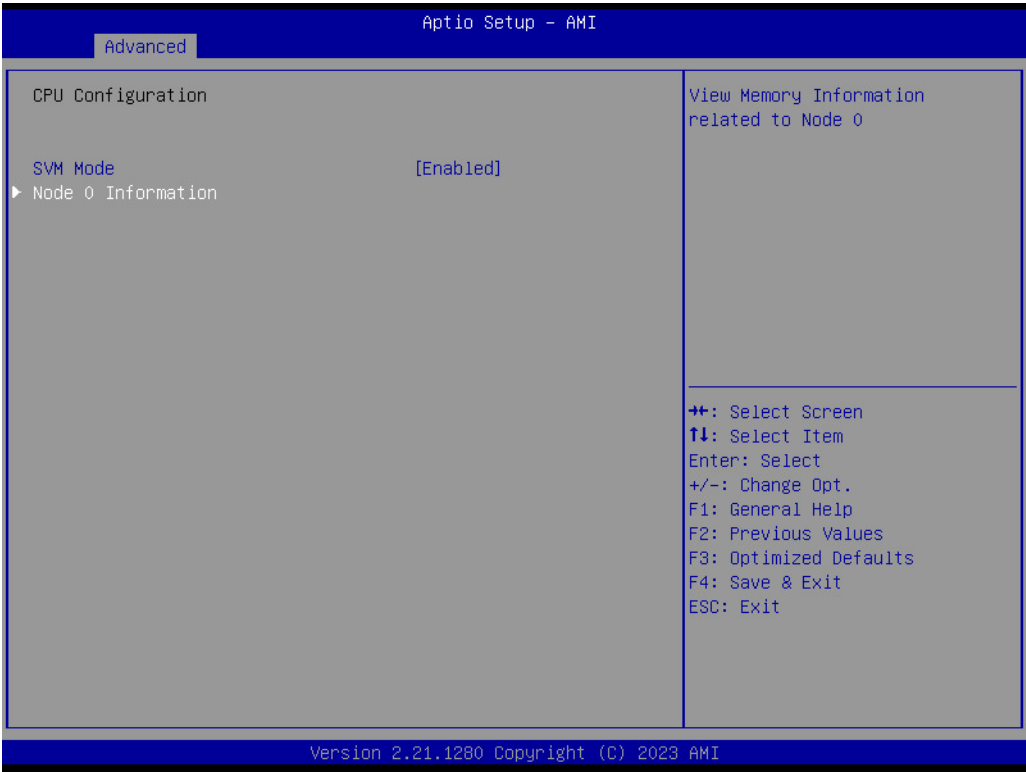 Aptio Setup - AMI
Advanced
CPU Configuration
SVM Mode [Enabled]
▶ Node 0 Information
View Memory Information
related to Node 0
→←: Select Screen
↑↓: Select Item
Enter: Select
+/-: Change Opt.
F1: General Help
F2: Previous Values
F3: Optimized Defaults
F4: Save & Exit
ESC: Exit
Version 2.21.1280 Copyright (C) 2023 AMI